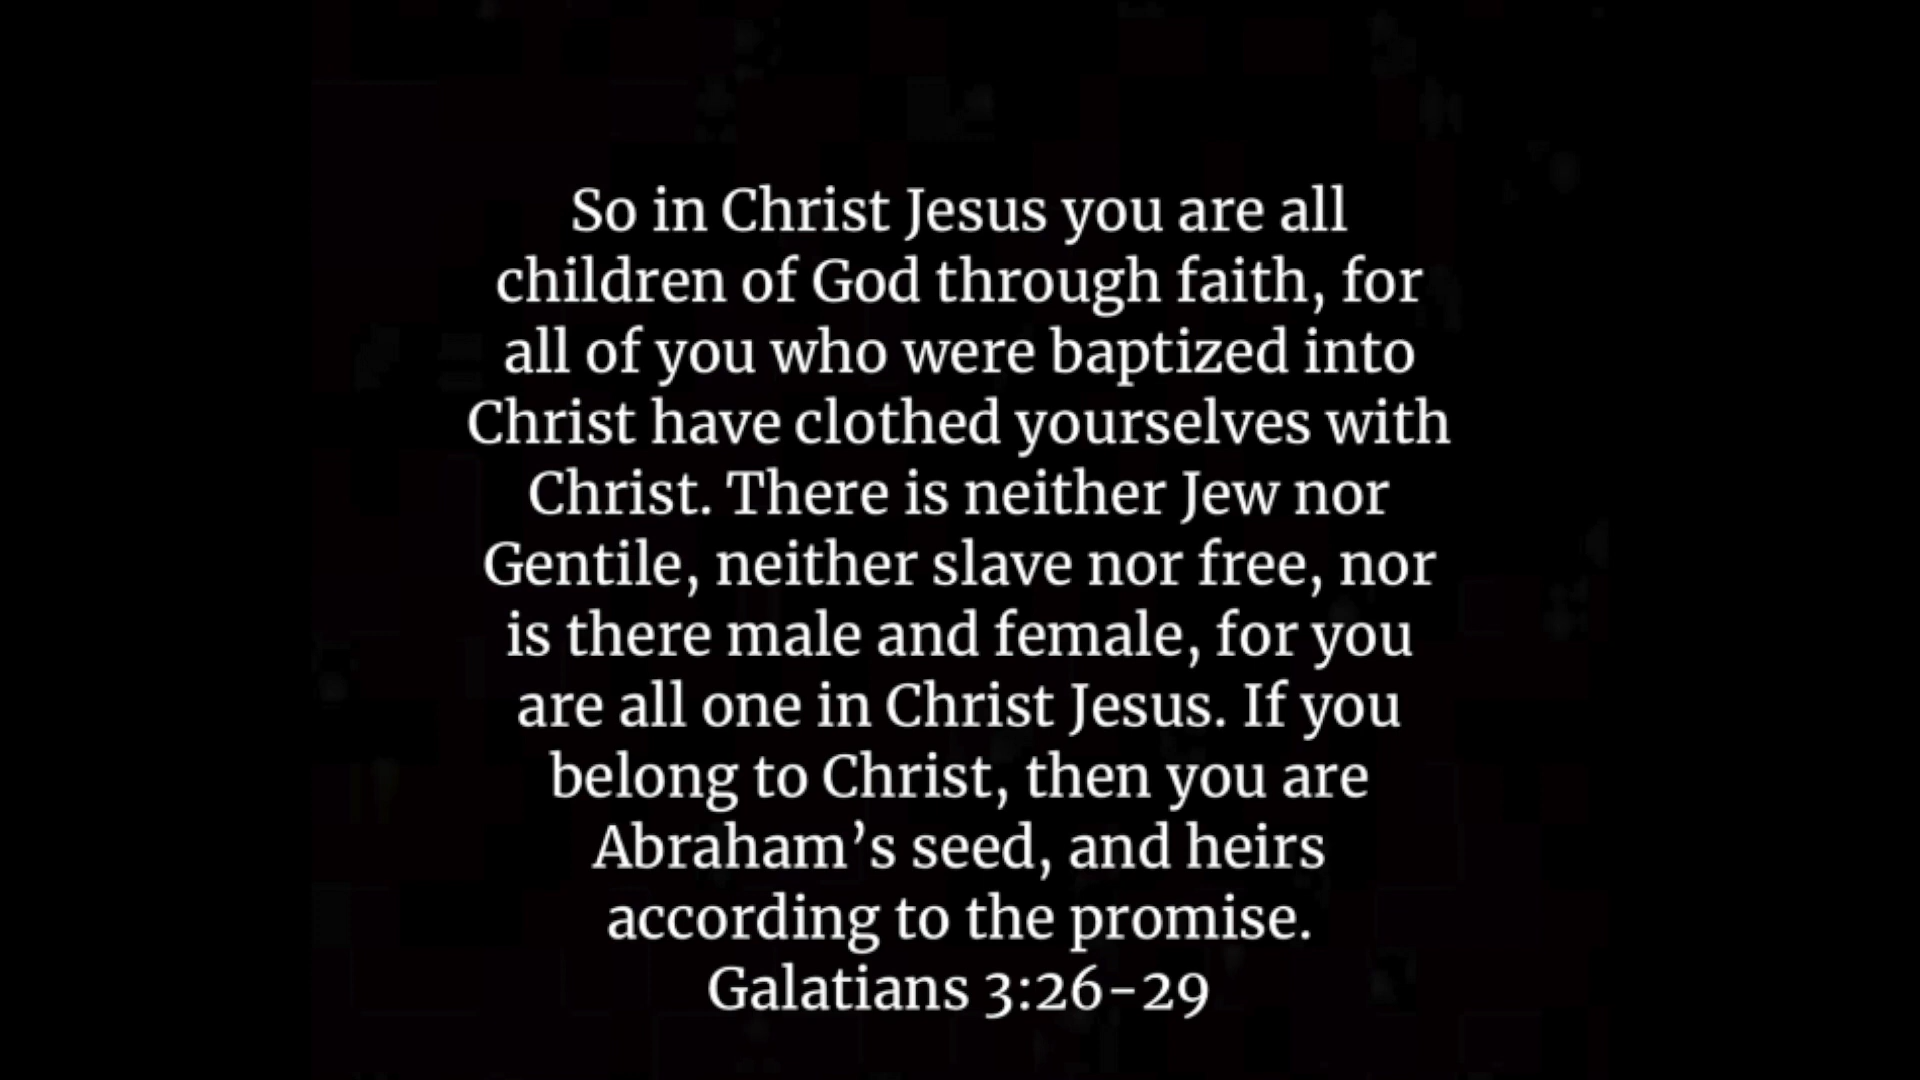 So in Christ Jesus you are all
children of God through faith, for
all of you who were baptized into
Christ have clothed yourselves with
Christ. There is neither Jew nor
Gentile, neither slave nor free, nor
is there male and female, for you
are all one in Christ Jesus. If you
belong to Christ, then you are
Abraham’s seed, and heirs
according to the promise.
Galatians 3:26-29